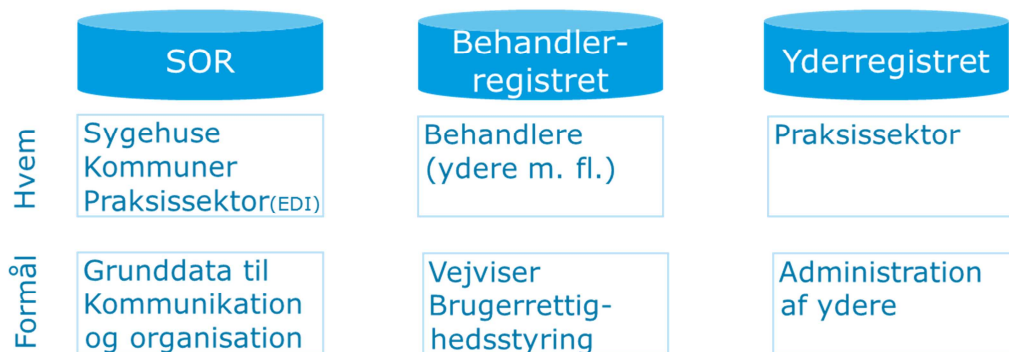 SOR
Behandler-
registret
Yderregistret
Hvem
Sygehuse
Kommuner
Praksissektor(EDI)
Behandlere
(ydere m. fl.)
Praksissektor
Formål
Grunddata til
Kommunikation
og organisation
Vejviser
Brugerrettig-
hedsstyring
Administration
af ydere